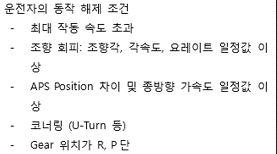 운전자의 동작 해제 조건
- 최대 작동 속도 초과
- 조향 회피: 조향각, 각속도, 요레이트 일정값 이
상
- APS Position 차이 및 종방향 가속도 일정값 이
상
- 코너링 (U-Turn 등)
- Gear 위치가 R, P 단